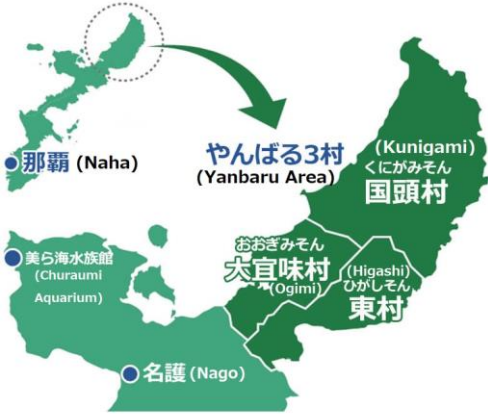 那覇 (Naha)
やんばる3村
(Yanbaru Area)
(Kunigami)
くにがみそん
国頭村
おおぎみそん
大宜味村
(Ogimi)
(Higashi)
ひがしそん
東村
美ら海水族館
(Churaumi
Aquarium)
名護 (Nago)